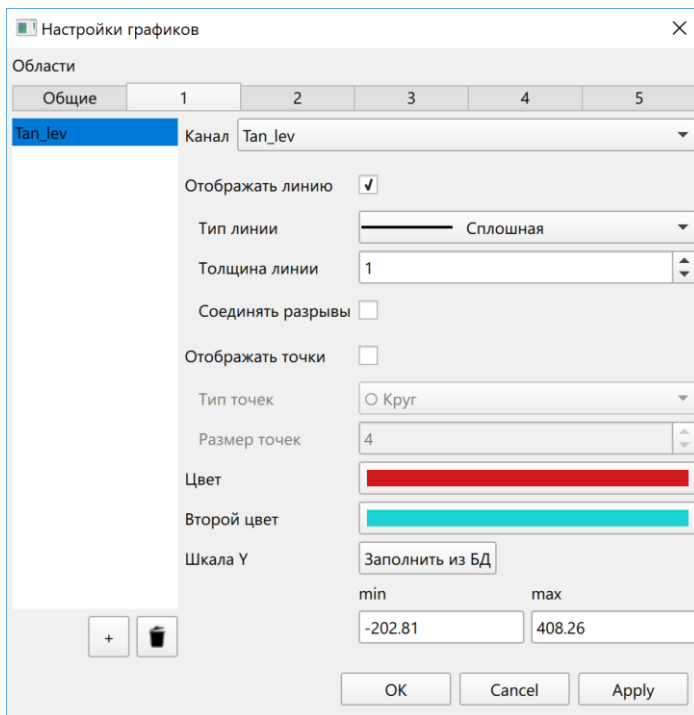 Настройки графиков
Области
Общие 1 2 3 4 5
Tan_lev
Канал Tan_lev
Отображать линию
Тип линии Сплошная
Толщина линии 1
Соединять разрывы
Отображать точки
Тип точек Круг
Размер точек 4
Цвет
Второй цвет
Шкала Y Заполнить из БД
min max
-202.81 408.26
+
OK Cancel Apply